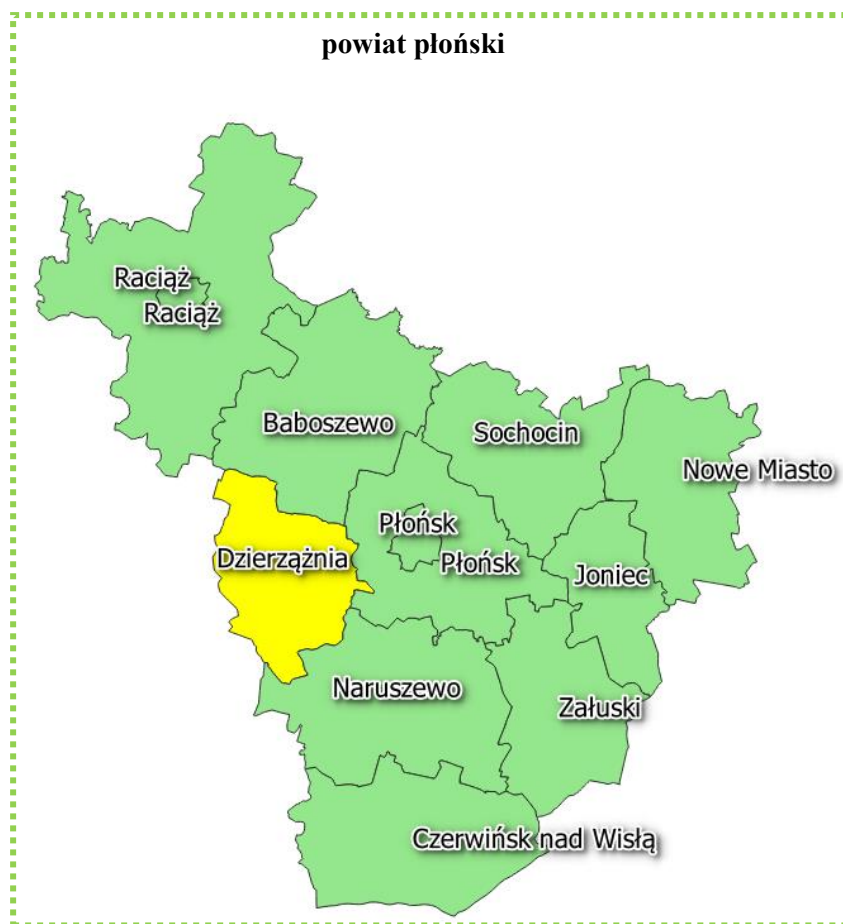 powiat płoński
Raciąż
Raciąż
Baboszewo
Sochocin
Nowe Miasto
Płońsk
Dzierzążnia
Płońsk
Joniec
Naruszewo
Załuski
Czerwińsk nad Wisłą